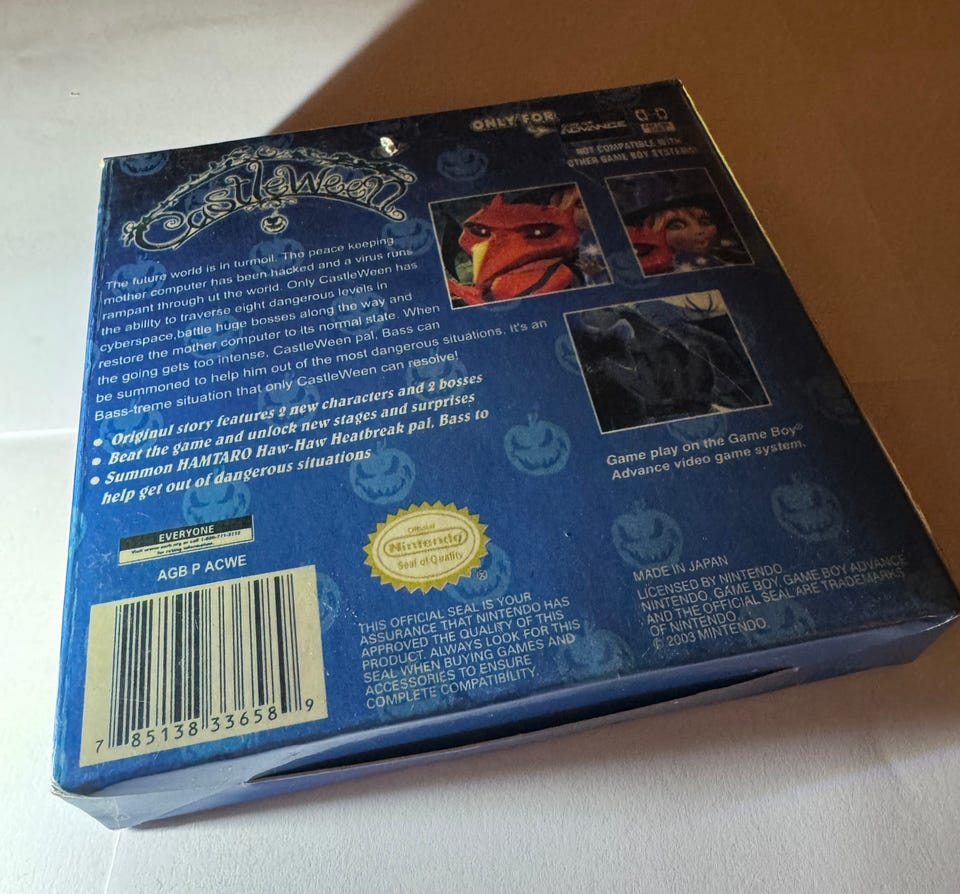 CastleWeen
ONLY FOR
ADVANCE
NOT COMPATIBLE WITH
OTHER GAME BOY SYSTEMS
The future world is in turmoil. The peace keeping
mother computer has been hacked and a virus runs
rampant through ut the world. Only CastleWeen has
the ability to traverse eight dangerous levels in
cyberspace,battle huge bosses along the way and
restore the mother computer to its normal state. When
the going gets too intense, CastleWeen pal, Bass can
be summoned to help him out of the most dangerous situations. It's an
Bass-treme situation that only CastleWeen can resolve!
• Originul story features 2 new characters and 2 bosses
• Beat the game and unlock new stages and surprises
• Summon HAMTARO Haw-Haw Heatbreak pal. Bass to
help get out of dangerous situations
Game play on the Game Boy®
Advance video game system.
EVERYONE
for rating information.
AGB P ACWE
7 85138 33658 9
Official
Nintendo
Seal of Quality
®
THIS OFFICIAL SEAL IS YOUR
ASSURANCE THAT NINTENDO HAS
APPROVED THE QUALITY OF THIS
PRODUCT. ALWAYS LOOK FOR THIS
SEAL WHEN BUYING GAMES AND
ACCESSORIES TO ENSURE
COMPLETE COMPATIBILITY.
MADE IN JAPAN
LICENSED BY NINTENDO
NINTENDO, GAME BOY, GAME BOY ADVANCE
AND THE OFFICIAL SEAL ARE TRADEMARKS
OF NINTENDO.
© 2003 MINTENDO.